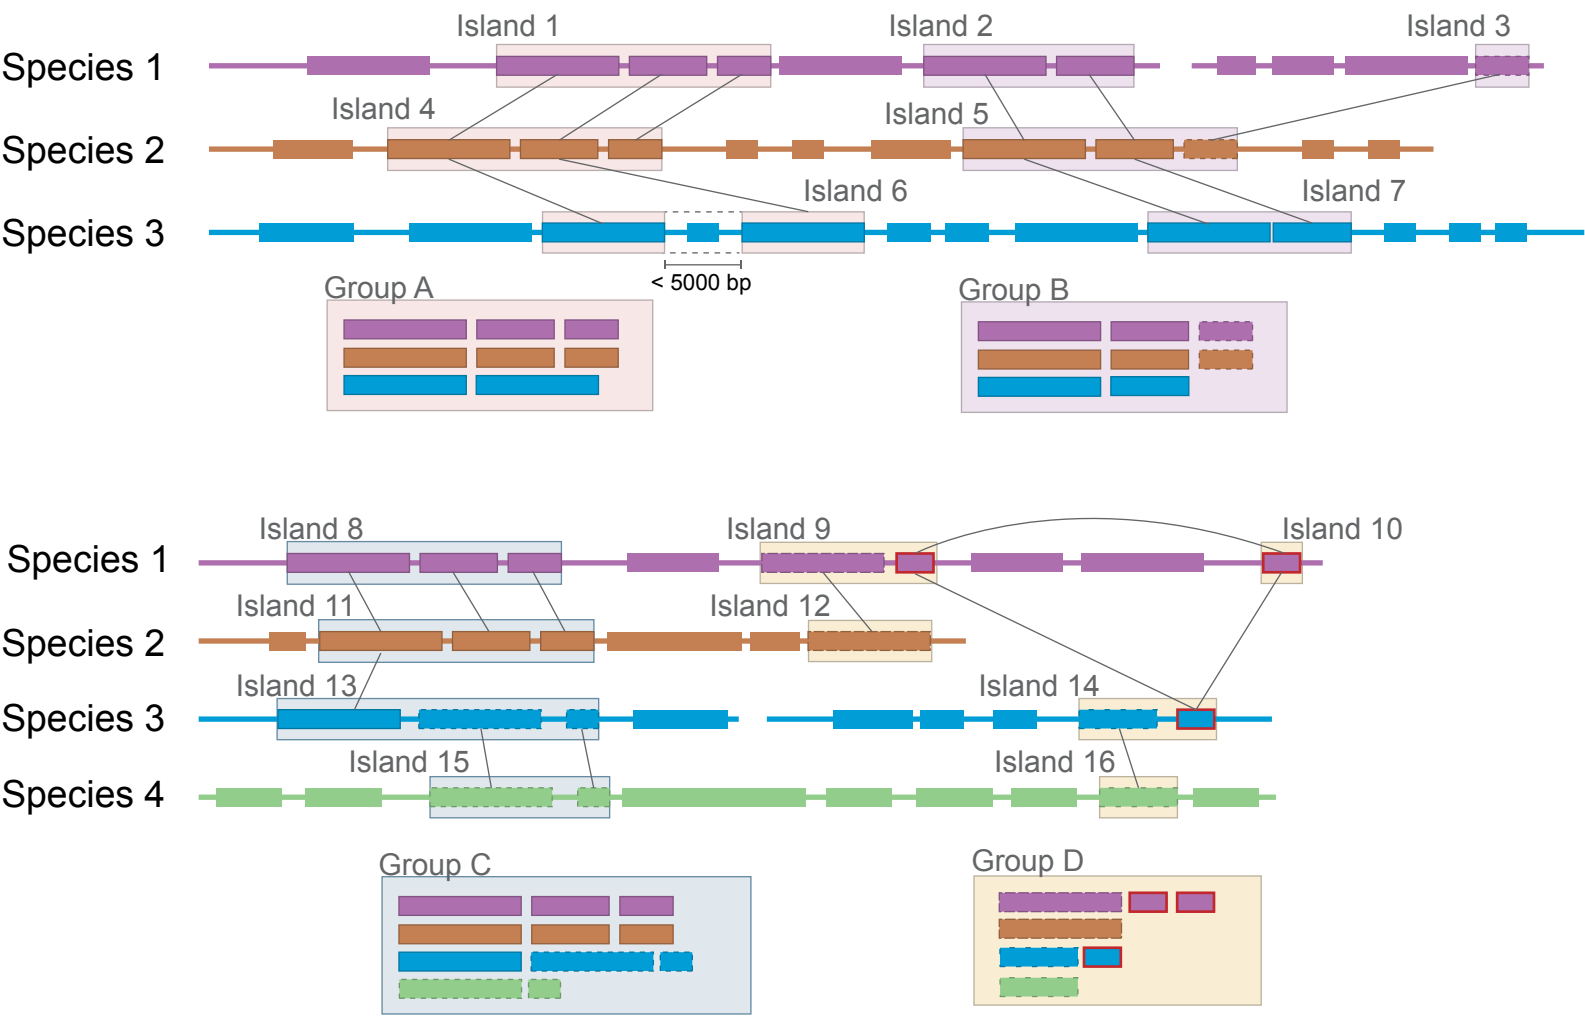 Island 1
Island 2
Island 3
Species 1
Island 4
Island 5
Species 2
Island 6
Island 7
Species 3
< 5000 bp
Group A
Group B
Island 8
Island 9
Island 10
Species 1
Island 11
Island 12
Species 2
Island 13
Island 14
Species 3
Island 15
Island 16
Species 4
Group C
Group D